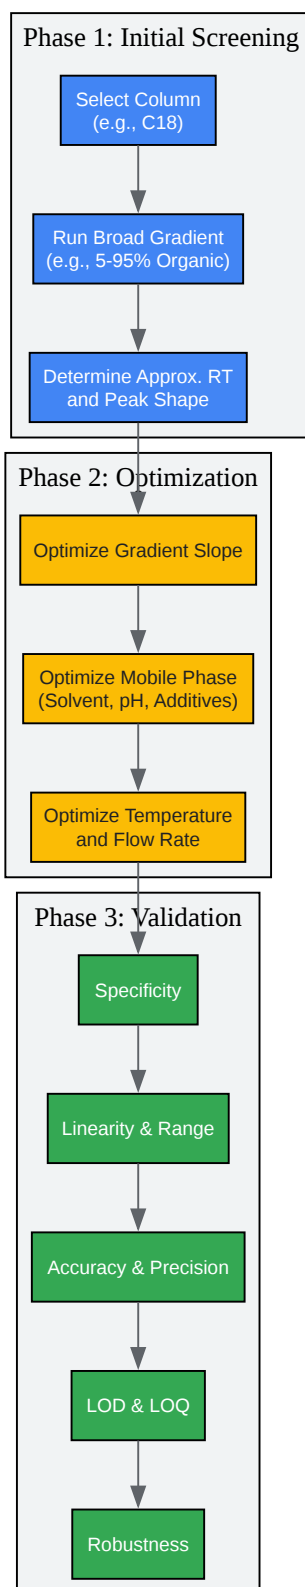 Phase 1: Initial Screening
Select Column
(e.g., C18)
Run Broad Gradient
(e.g., 5-95% Organic)
Determine Approx. RT
and Peak Shape
Phase 2: Optimization
Optimize Gradient Slope
Optimize Mobile Phase
(Solvent, pH, Additives)
Optimize Temperature
and Flow Rate
Phase 3: Validation
Specificity
Linearity & Range
Accuracy & Precision
LOD & LOQ
Robustness